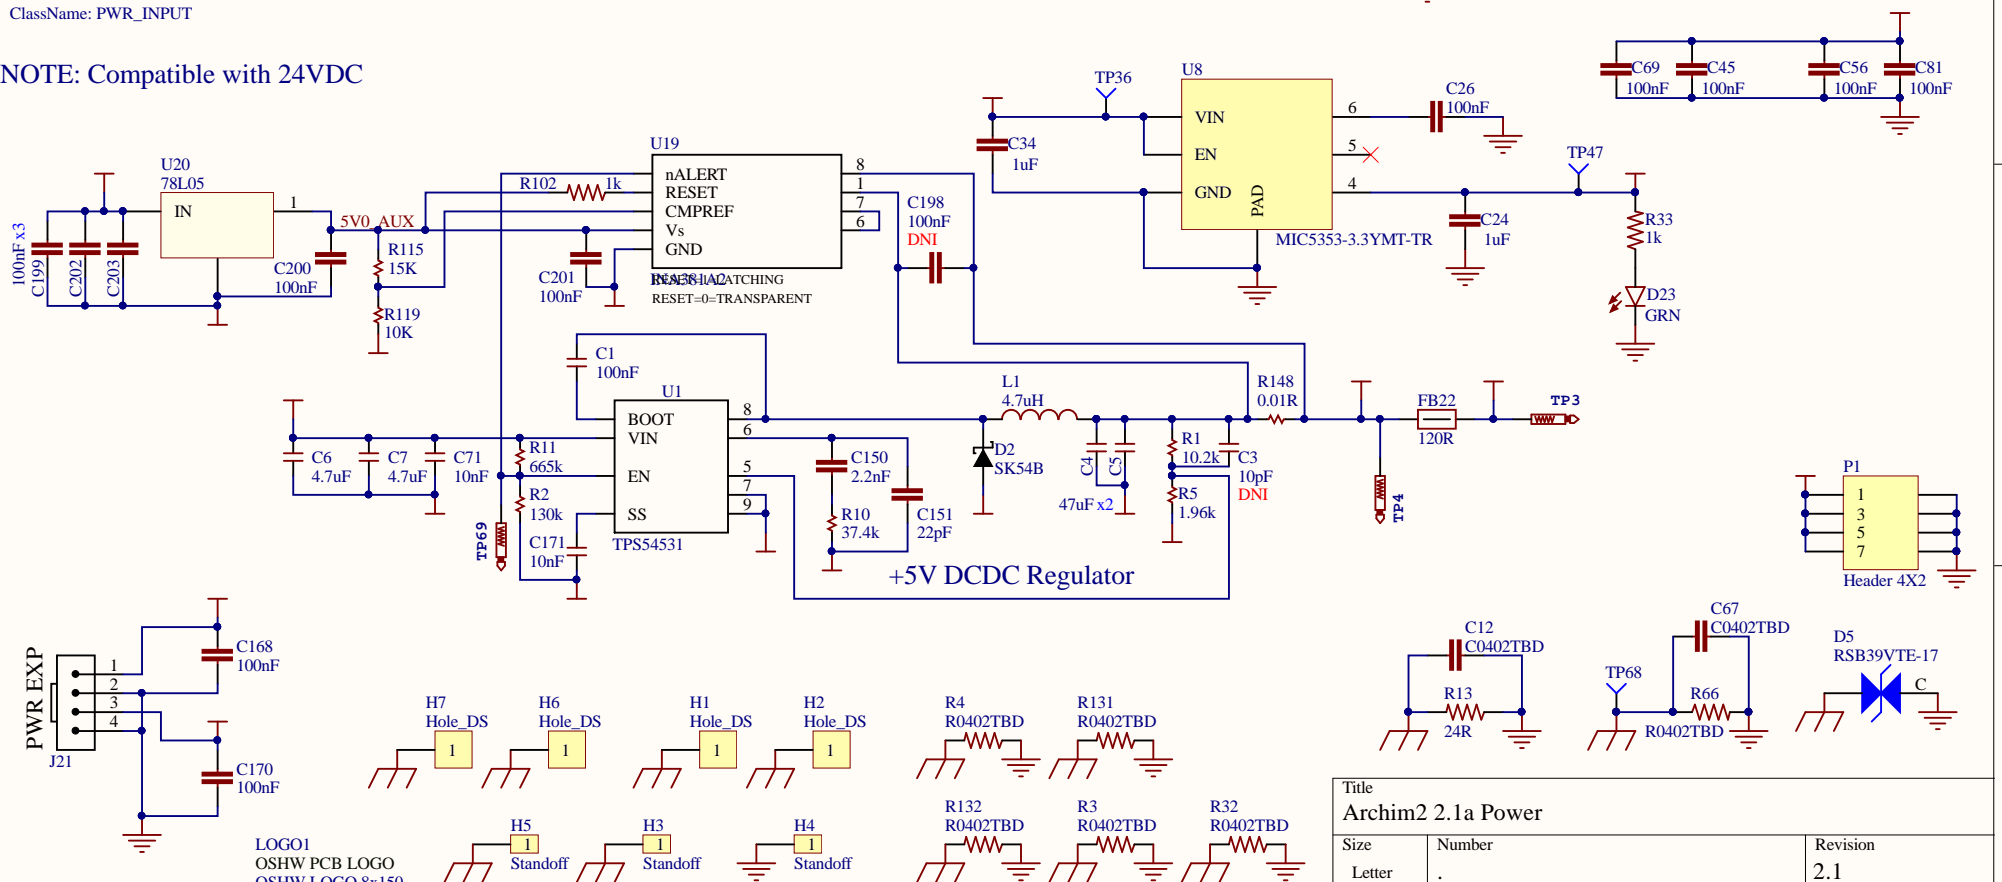 ClassName: PWR_INPUT
NOTE: Compatible with 24VDC
U20
78L05
IN
1
5V0_AUX
100nF x3
C199
C202
C203
C200
100nF
R115
15K
R119
10K
R102
1k
U19
nALERT
RESET
CMPREF
Vs
GND
8
1
7
6
C201
100nF
RESET=0=TRANSPARENT
C198
100nF
DNI
TP36
C34
1uF
U8
VIN
EN
GND
PAD
6
5
4
MIC5353-3.3YMT-TR
C26
100nF
TP47
C24
1uF
R33
1k
D23
GRN
C69
100nF
C45
100nF
C56
100nF
C81
100nF
C1
100nF
U1
BOOT
VIN
EN
SS
8
6
5
7
9
TPS54531
C6
4.7uF
C7
4.7uF
C71
10nF
R11
665k
R2
130k
TP69
C171
10nF
C150
2.2nF
R10
37.4k
C151
22pF
L1
4.7uH
D2
SK54B
C4
C5
47uF x2
R1
10.2k
R5
1.96k
C3
10pF
DNI
R148
0.01R
FB22
120R
TP3
TP4
+5V DCDC Regulator
P1
1
3
5
7
Header 4X2
PWR EXP
1
2
3
4
J21
C168
100nF
C170
100nF
H7
Hole_DS
1
H6
Hole_DS
1
H1
Hole_DS
1
H2
Hole_DS
1
H5
1
Standoff
H3
1
Standoff
H4
1
Standoff
R4
R0402TBD
R131
R0402TBD
R132
R0402TBD
R3
R0402TBD
R32
R0402TBD
C12
C0402TBD
R13
24R
C67
C0402TBD
TP68
R66
R0402TBD
D5
RSB39VTE-17
C
LOGO1
OSHW PCB LOGO
OSHW LOGO 8x150
Title
Archim2 2.1a Power
Size
Letter
Number
.
Revision
2.1